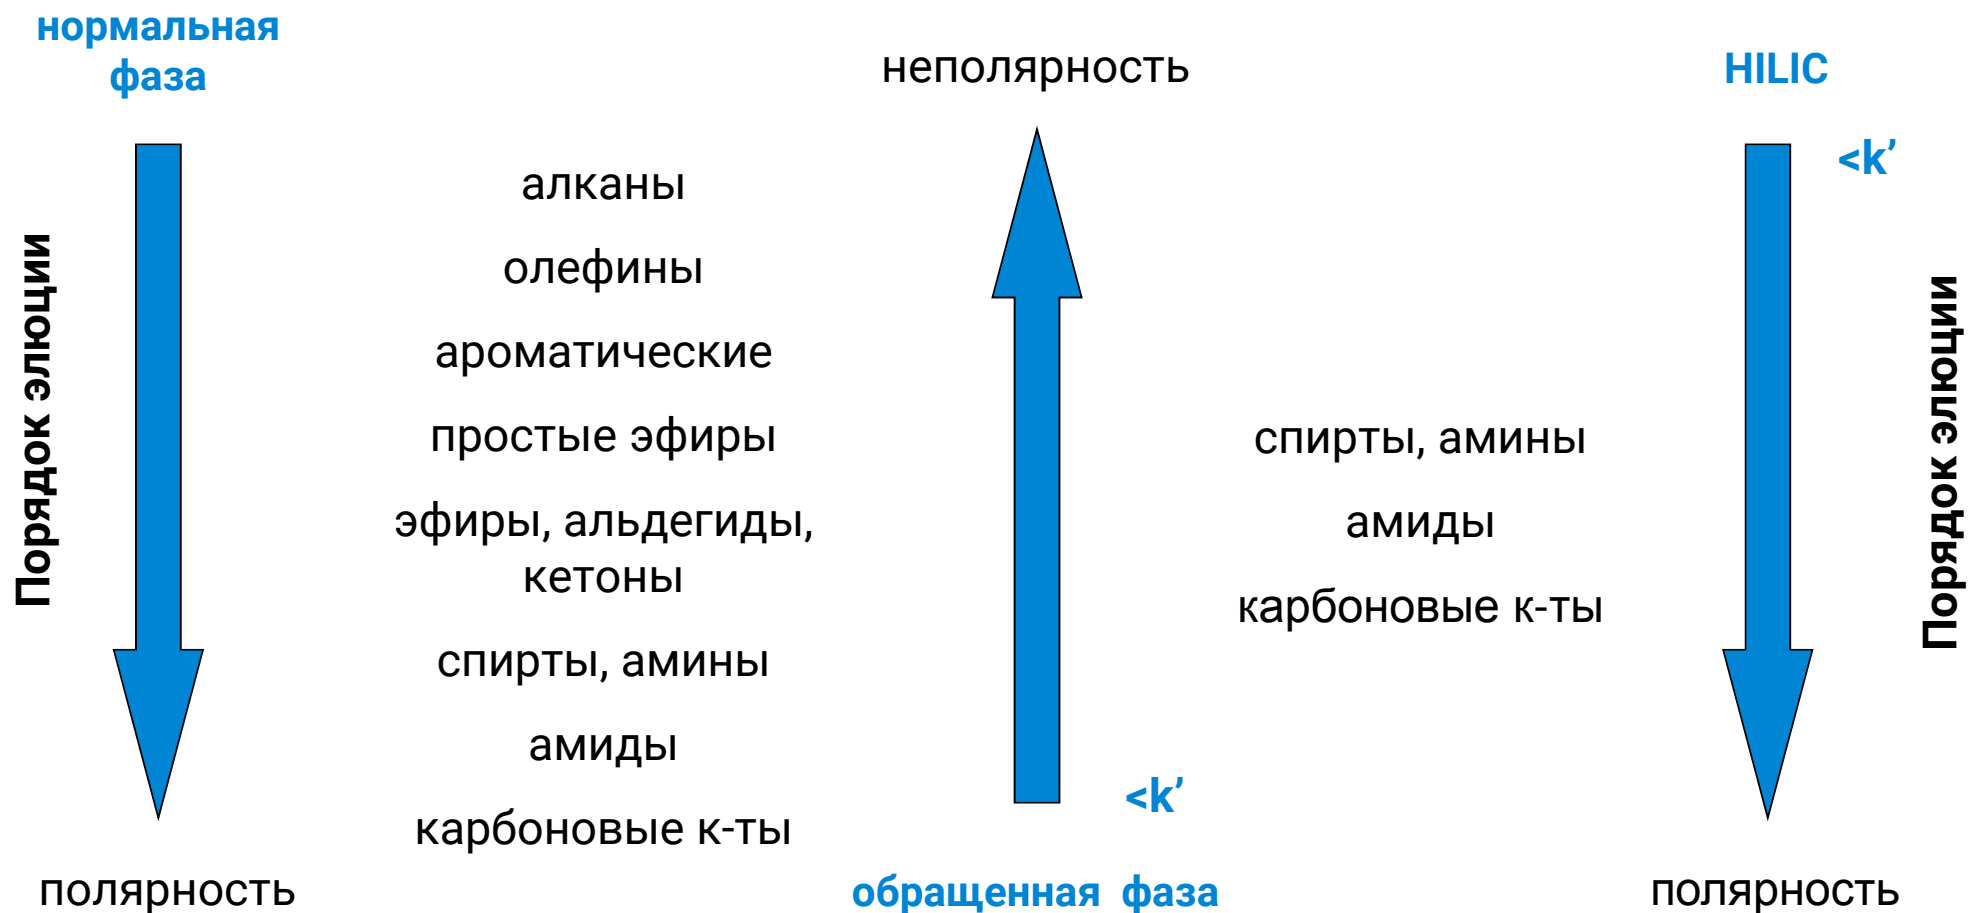 нормальная
фаза
неполярность
HILIC
<k’
Порядок элюции
алканы
олефины
ароматические
простые эфиры
эфиры, альдегиды,
кетоны
спирты, амины
амиды
карбоновые к-ты
спирты, амины
амиды
карбоновые к-ты
Порядок элюции
<k’
полярность
обращенная фаза
полярность